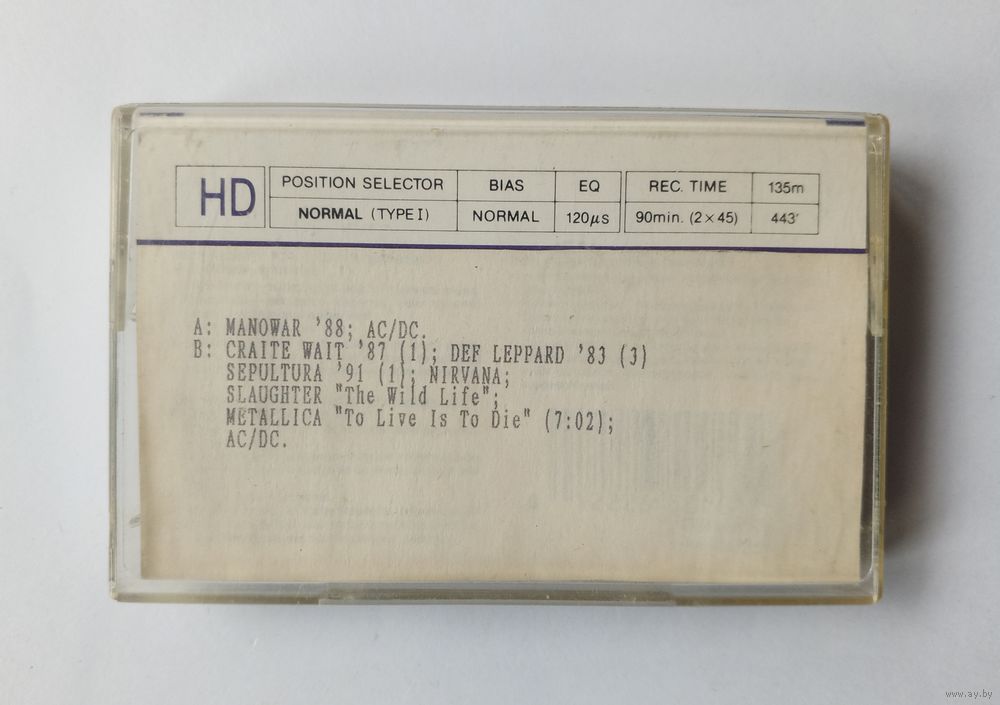 HD POSITION SELECTOR BIAS EQ REC. TIME 135m
NORMAL (TYPE I) NORMAL 120µs 90min. (2×45) 443'
A: MANOWAR '88; AC/DC.
B: CRAITE WAIT '87 (1); DEF LEPPARD '83 (3)
SEPULTURA '91 (1); NIRVANA;
SLAUGHTER "The Wild Life";
METALLICA "To Live Is To Die" (7:02);
AC/DC.
www.ay.by